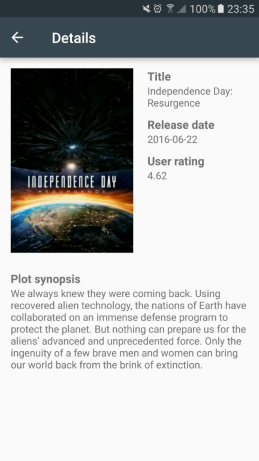 100% 23:35
Details
Title
Independence Day:
Resurgence
Release date
2016-06-22
User rating
4.62
INDEPENDENCE DAY
RESURGENCE
Plot synopsis
We always knew they were coming back. Using
recovered alien technology, the nations of Earth have
collaborated on an immense defense program to
protect the planet. But nothing can prepare us for the
aliens' advanced and unprecedented force. Only the
ingenuity of a few brave men and women can bring
our world back from the brink of extinction.